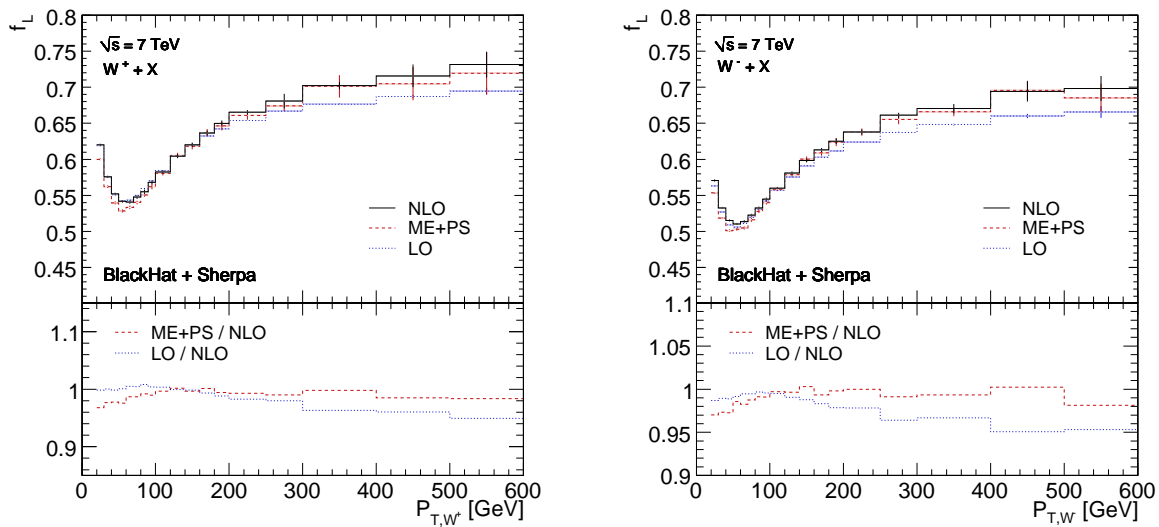 f_L
0.8
0.75
0.7
0.65
0.6
0.55
0.5
0.45
√s = 7 TeV
W⁺ + X
NLO
ME+PS
LO
BlackHat + Sherpa
1.1
1
0.9
ME+PS / NLO
LO / NLO
0 100 200 300 400 500 600
P_{T,W⁺} [GeV]
f_L
0.8
0.75
0.7
0.65
0.6
0.55
0.5
0.45
√s = 7 TeV
W⁻ + X
NLO
ME+PS
LO
BlackHat + Sherpa
1.1
1.05
1
0.95
0.9
ME+PS / NLO
LO / NLO
0 100 200 300 400 500 600
P_{T,W⁻} [GeV]